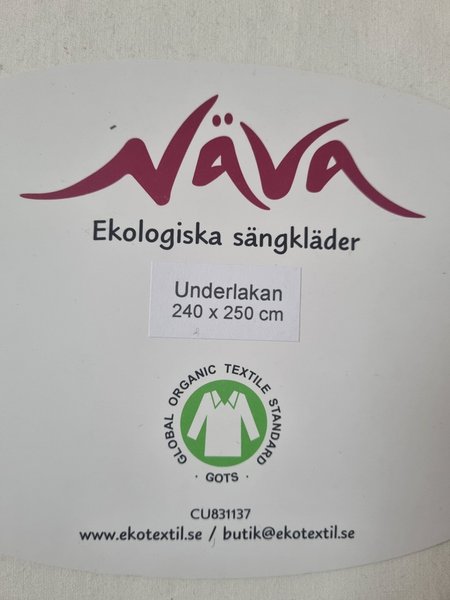 Näva
Ekologiska sängkläder
Underlakan
240 x 250 cm
GLOBAL ORGANIC TEXTILE STANDARD
· GOTS ·
CU831137
www.ekotextil.se / butik@ekotextil.se